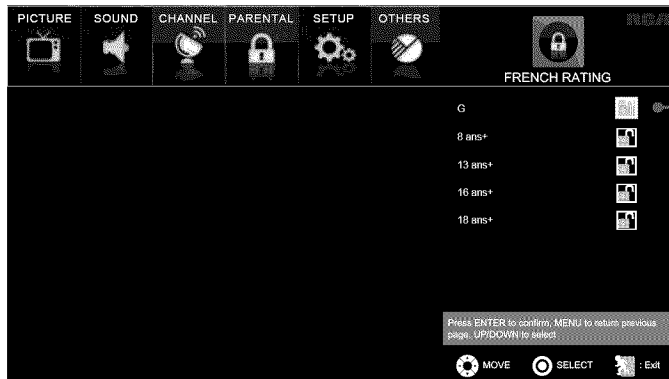 PICTURE SOUND CHANNEL PARENTAL SETUP OTHERS
RCA
FRENCH RATING
G
8 ans+
13 ans+
16 ans+
18 ans+
Press ENTER to confirm, MENU to return previous
page, UP/DOWN to select
MOVE SELECT : Exit